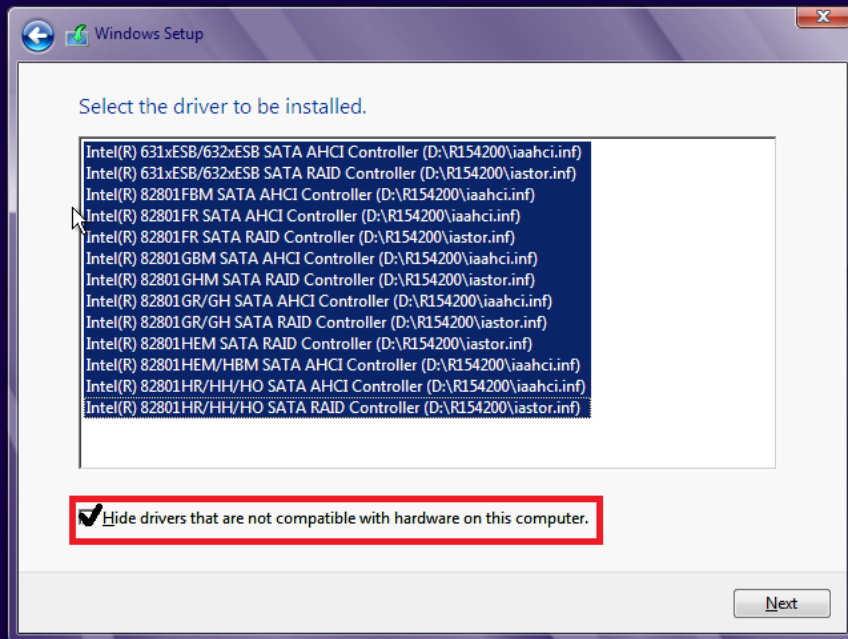 Windows Setup
Select the driver to be installed.
Intel(R) 631xESB/632xESB SATA AHCI Controller (D:\R154200\iaahci.inf)
Intel(R) 631xESB/632xESB SATA RAID Controller (D:\R154200\iastor.inf)
Intel(R) 82801FBM SATA AHCI Controller (D:\R154200\iaahci.inf)
Intel(R) 82801FR SATA AHCI Controller (D:\R154200\iaahci.inf)
Intel(R) 82801FR SATA RAID Controller (D:\R154200\iastor.inf)
Intel(R) 82801GBM SATA AHCI Controller (D:\R154200\iaahci.inf)
Intel(R) 82801GHM SATA RAID Controller (D:\R154200\iastor.inf)
Intel(R) 82801GR/GH SATA AHCI Controller (D:\R154200\iaahci.inf)
Intel(R) 82801GR/GH SATA RAID Controller (D:\R154200\iastor.inf)
Intel(R) 82801HEM SATA RAID Controller (D:\R154200\iastor.inf)
Intel(R) 82801HEM/HBM SATA AHCI Controller (D:\R154200\iaahci.inf)
Intel(R) 82801HR/HH/HO SATA AHCI Controller (D:\R154200\iaahci.inf)
Intel(R) 82801HR/HH/HO SATA RAID Controller (D:\R154200\iastor.inf)
Hide drivers that are not compatible with hardware on this computer.
Next